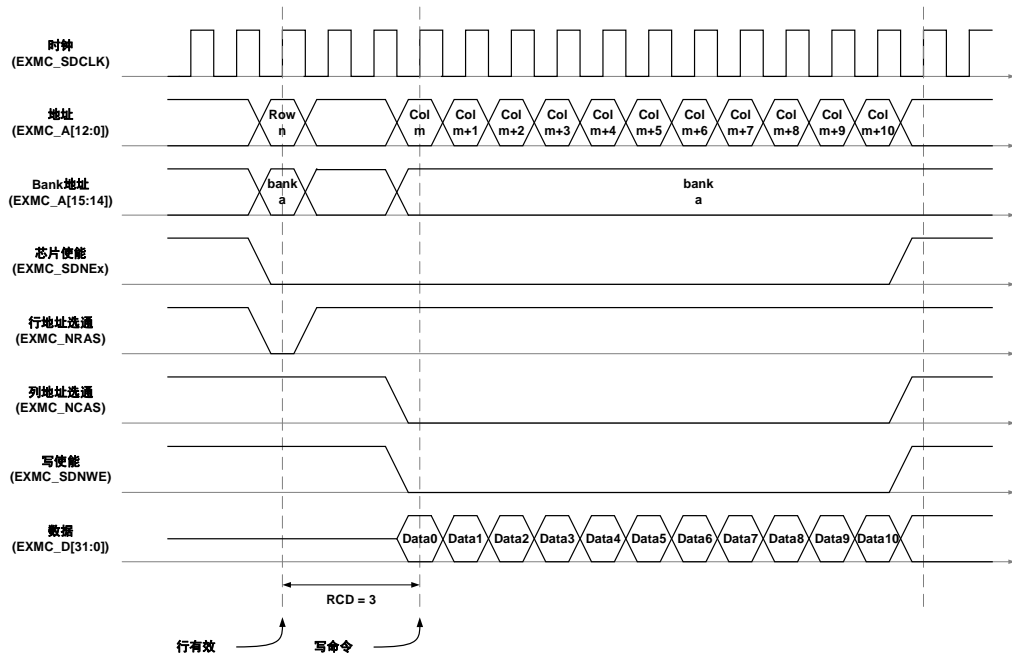 时钟
(EXMC_SDCLK)
地址
(EXMC_A[12:0])
Row
n
Col
m
Col
m+1
Col
m+2
Col
m+3
Col
m+4
Col
m+5
Col
m+6
Col
m+7
Col
m+8
Col
m+9
Col
m+10
Bank地址
(EXMC_A[15:14])
bank
a
bank
a
芯片使能
(EXMC_SDNEx)
行地址选通
(EXMC_NRAS)
列地址选通
(EXMC_NCAS)
写使能
(EXMC_SDNWE)
数据
(EXMC_D[31:0])
Data0 Data1 Data2 Data3 Data4 Data5 Data6 Data7 Data8 Data9 Data10
RCD = 3
行有效 写命令